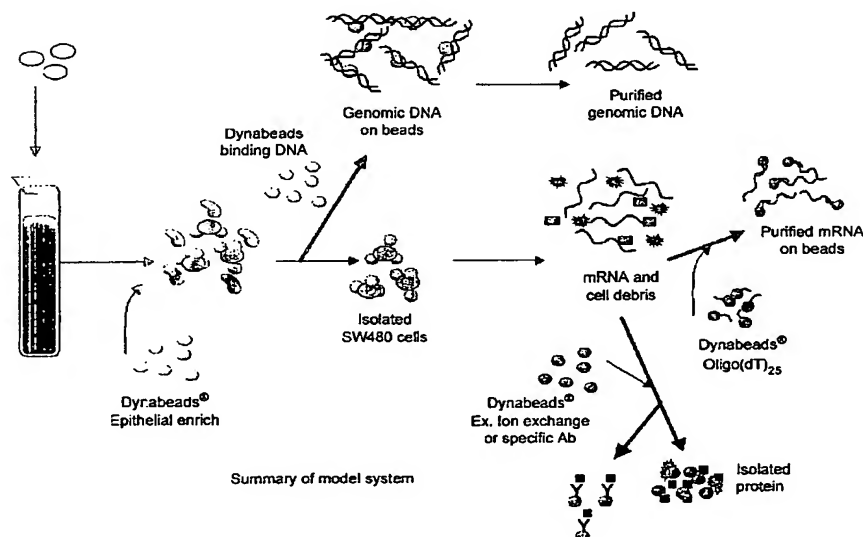 Genomic DNA
on beads
Purified
genomic DNA
Dynabeads
binding DNA
Purified mRNA
on beads
Isolated
SW480 cells
mRNA and
cell debris
Dynabeads®
Oligo(dT)25
Dynabeads®
Epithelial enrich
Dynabeads®
Ex. Ion exchange
or specific Ab
Summary of model system
Isolated
protein